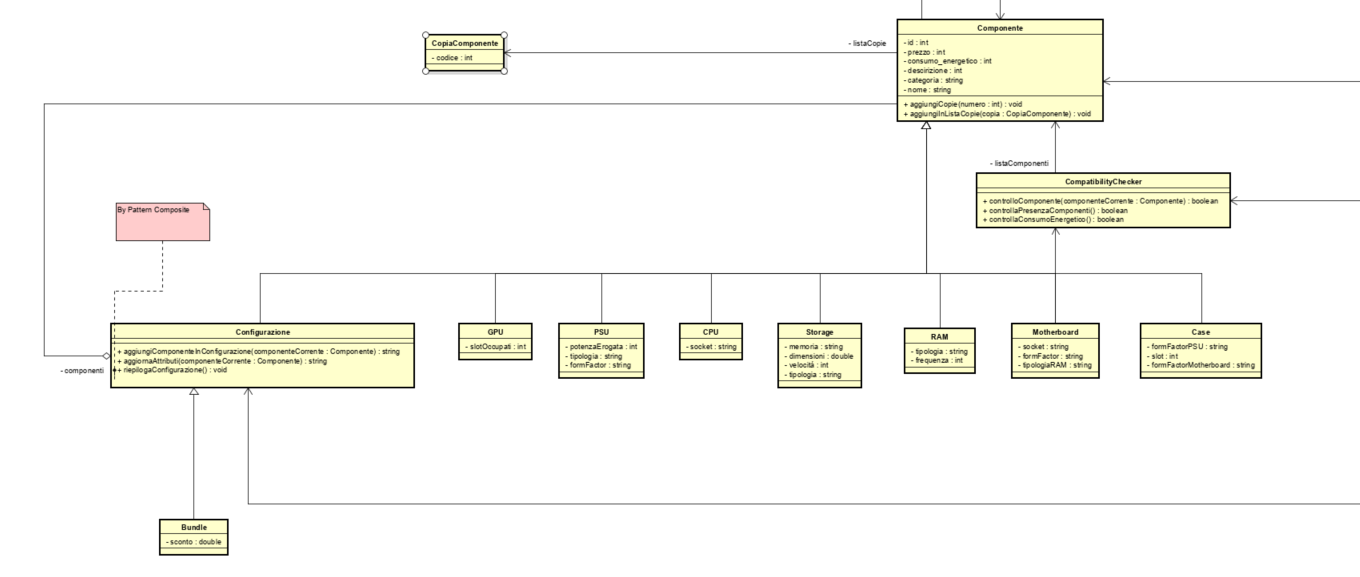 Componente
- id : int
- prezzo : int
- consumo_energetico : int
- descrizione : int
- categoria : string
- nome : string
+ aggiungiCopie(numero : int) : void
+ aggiungiInListaCopie(copia : CopiaComponente) : void
CopiaComponente
- codice : int
- listaCopie
- listaComponenti
CompatibilityChecker
+ controlloComponente(componenteCorrente : Componente) : boolean
+ controllaPresenzaComponenti() : boolean
+ controllaConsumoEnergetico() : boolean
By Pattern Composite
Configurazione
+ aggiungiComponenteInConfigurazione(componenteCorrente : Componente) : string
+ aggiornaAttributi(componenteCorrente : Componente) : string
+ riepilogaConfigurazione() : void
- componenti
GPU
- slotOccupati : int
PSU
- potenzaErogata : int
- tipologia : string
- formFactor : string
CPU
- socket : string
Storage
- memoria : string
- dimensioni : double
- velocità : int
- tipologia : string
RAM
- tipologia : string
- frequenza : int
Motherboard
- socket : string
- formFactor : string
- tipologiaRAM : string
Case
- formFactorPSU : string
- slot : int
- formFactorMotherboard : string
Bundle
- sconto : double